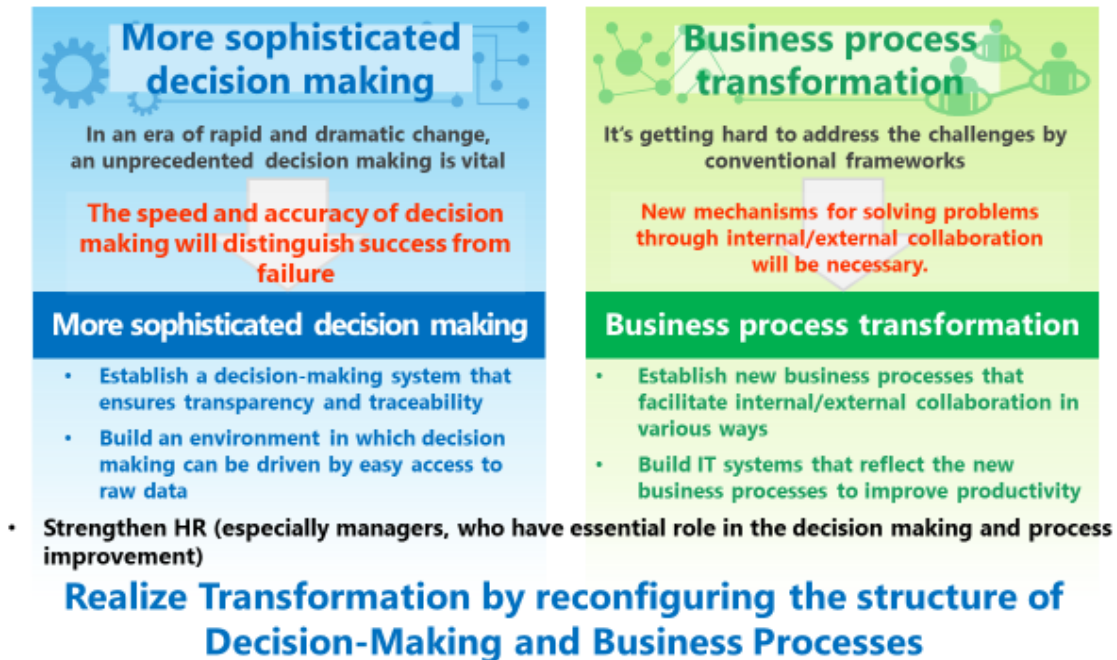 More sophisticated
decision making
In an era of rapid and dramatic change,
an unprecedented decision making is vital
The speed and accuracy of decision
making will distinguish success from
failure
More sophisticated decision making
• Establish a decision-making system that
ensures transparency and traceability
• Build an environment in which decision
making can be driven by easy access to
raw data
Business process
transformation
It's getting hard to address the challenges by
conventional frameworks
New mechanisms for solving problems
through internal/external collaboration
will be necessary.
Business process transformation
• Establish new business processes that
facilitate internal/external collaboration in
various ways
• Build IT systems that reflect the new
business processes to improve productivity
• Strengthen HR (especially managers, who have essential role in the decision making and process
improvement)
Realize Transformation by reconfiguring the structure of
Decision-Making and Business Processes